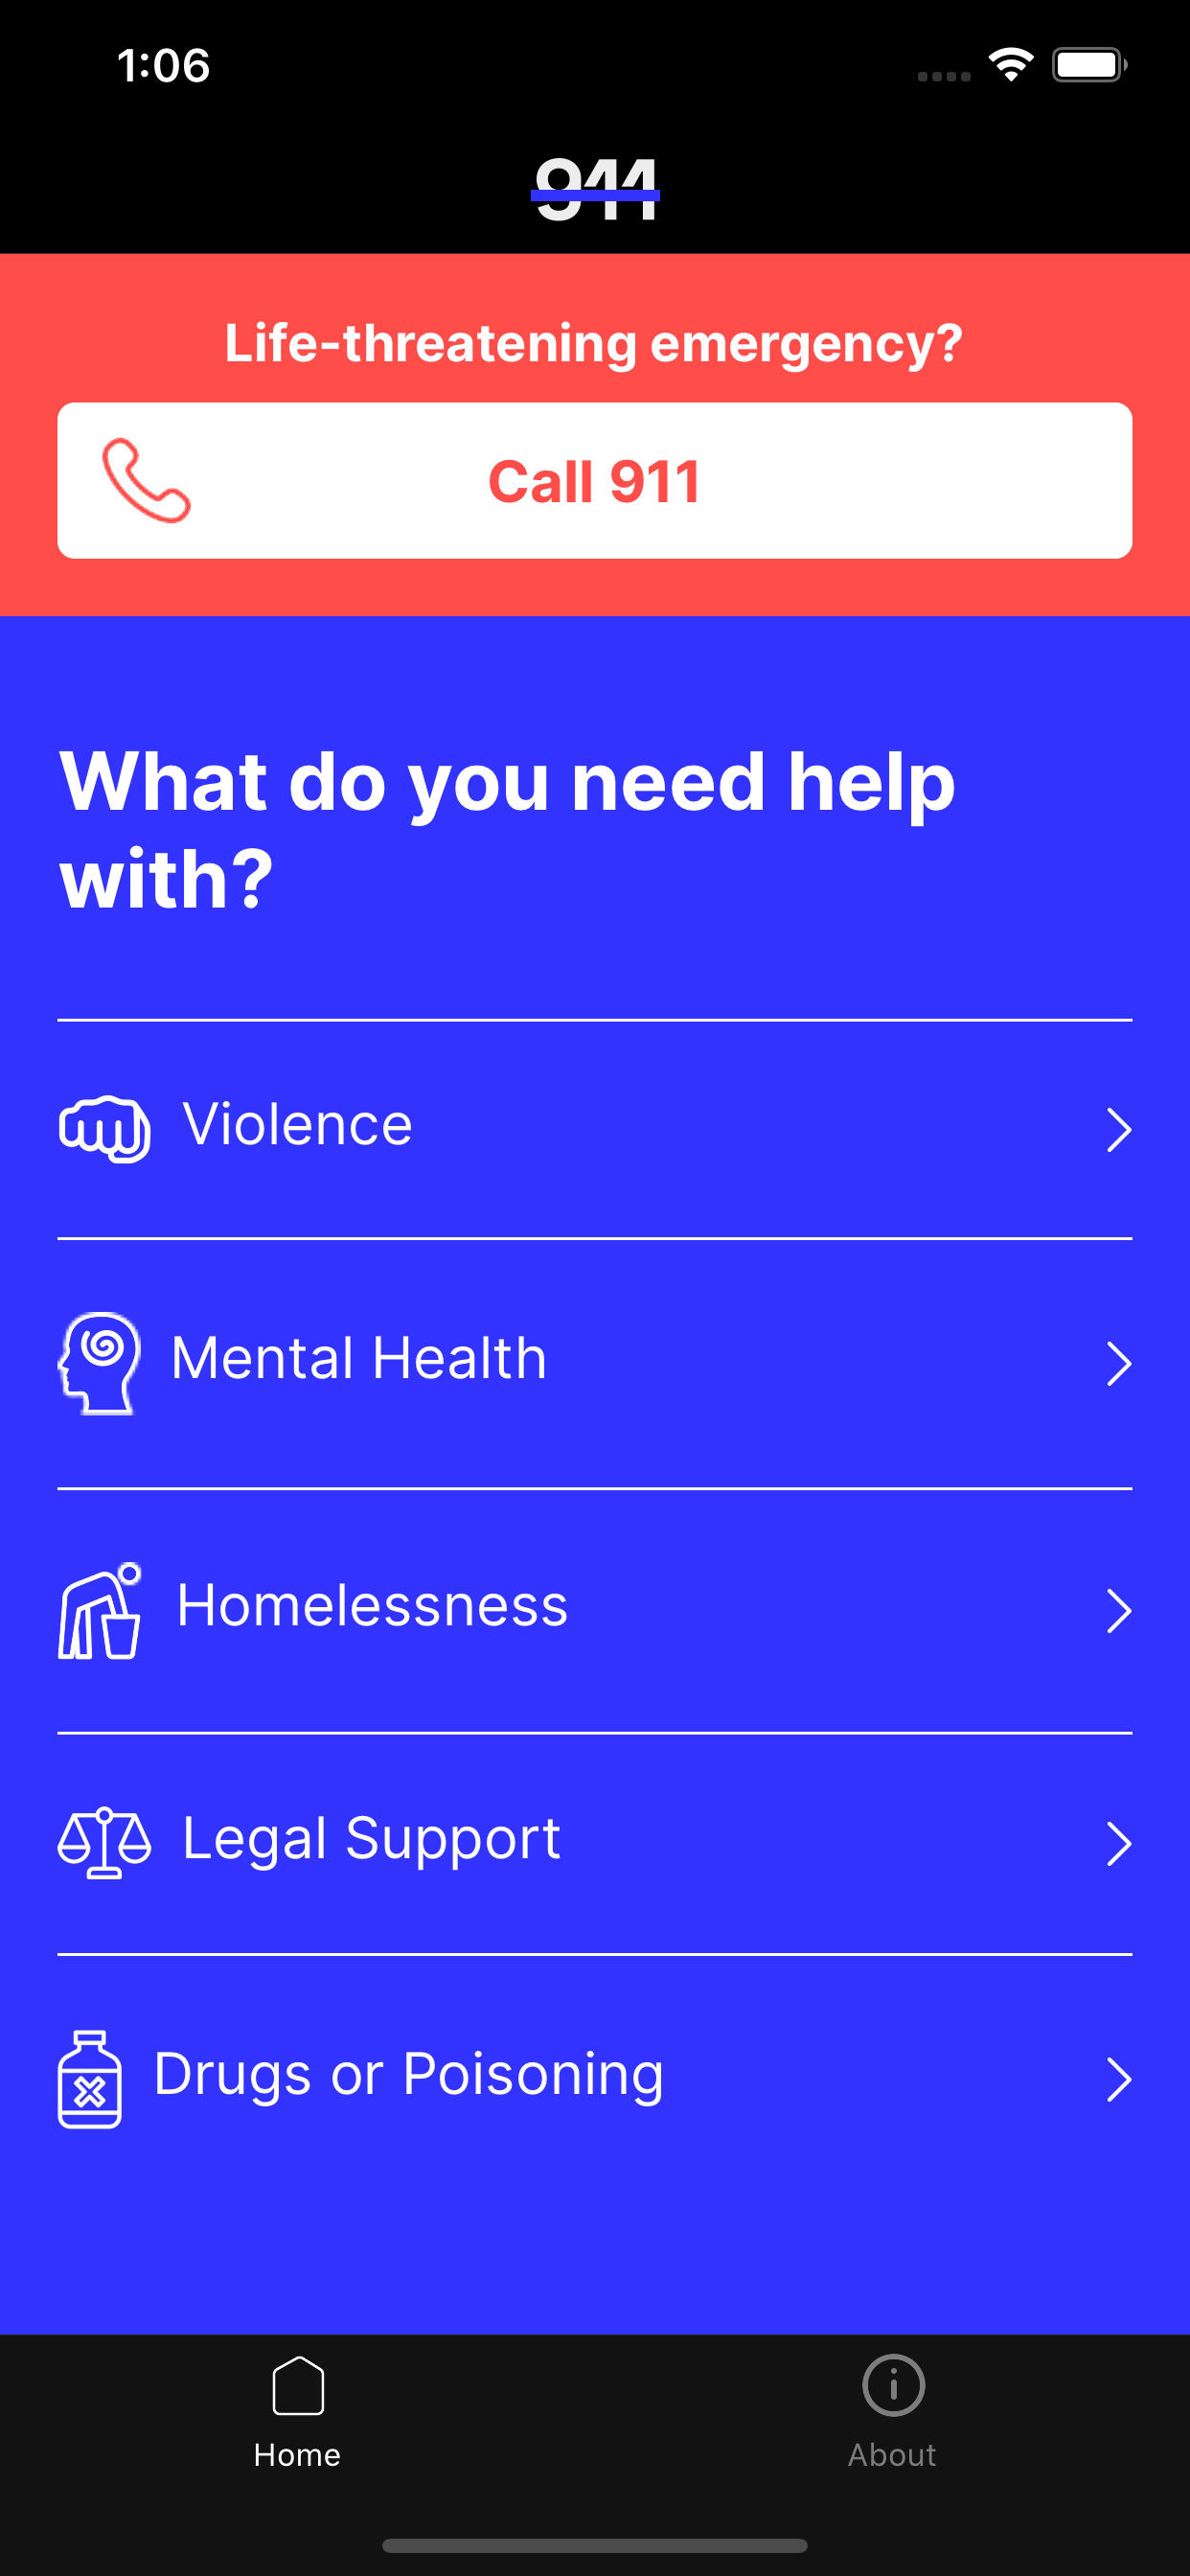 1:06
911
Life-threatening emergency?
Call 911
What do you need help
with?
Violence
Mental Health
Homelessness
Legal Support
Drugs or Poisoning
Home
About